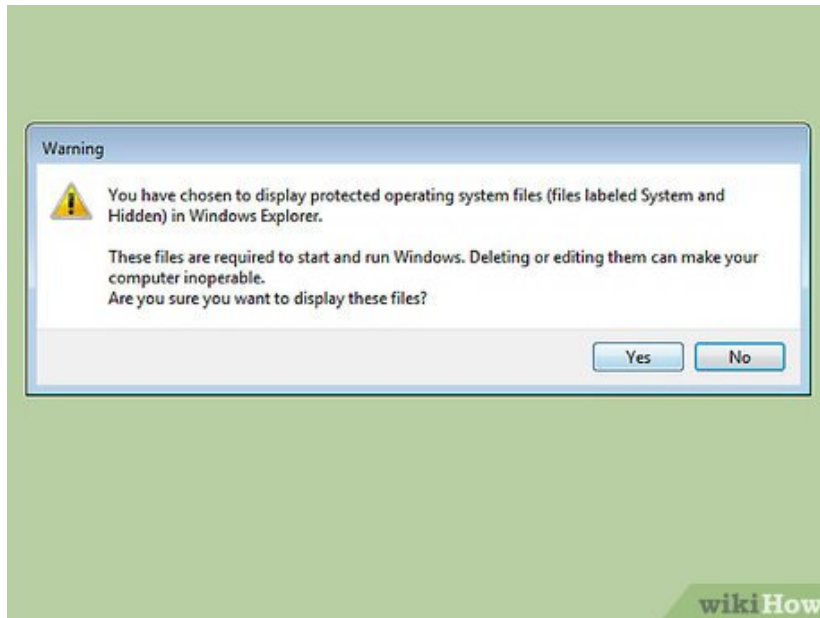 Warning
You have chosen to display protected operating system files (files labeled System and
Hidden) in Windows Explorer.
These files are required to start and run Windows. Deleting or editing them can make your
computer inoperable.
Are you sure you want to display these files?
Yes No
wikiHow